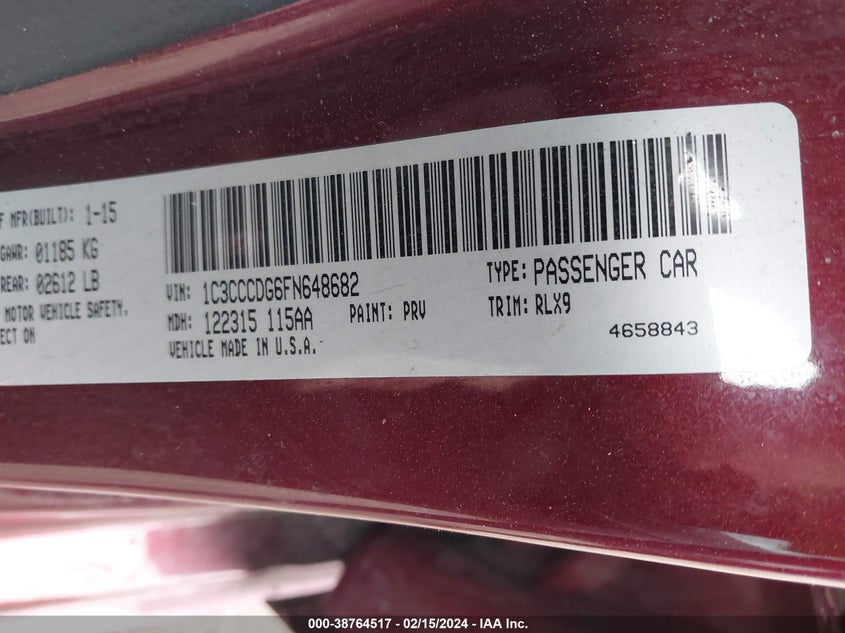 F MFR(BUILT): 1-15
GAWR: 01185 KG
REAR: 02612 LB
MOTOR VEHICLE SAFETY,
ECT ON
VIN: 1C3CCCDG6FN648682
TYPE: PASSENGER CAR
MDH: 122315 115AA
PAINT: PRV
TRIM: RLX9
VEHICLE MADE IN U.S.A.
4658843
000-38764517 - 02/15/2024 - IAA Inc.